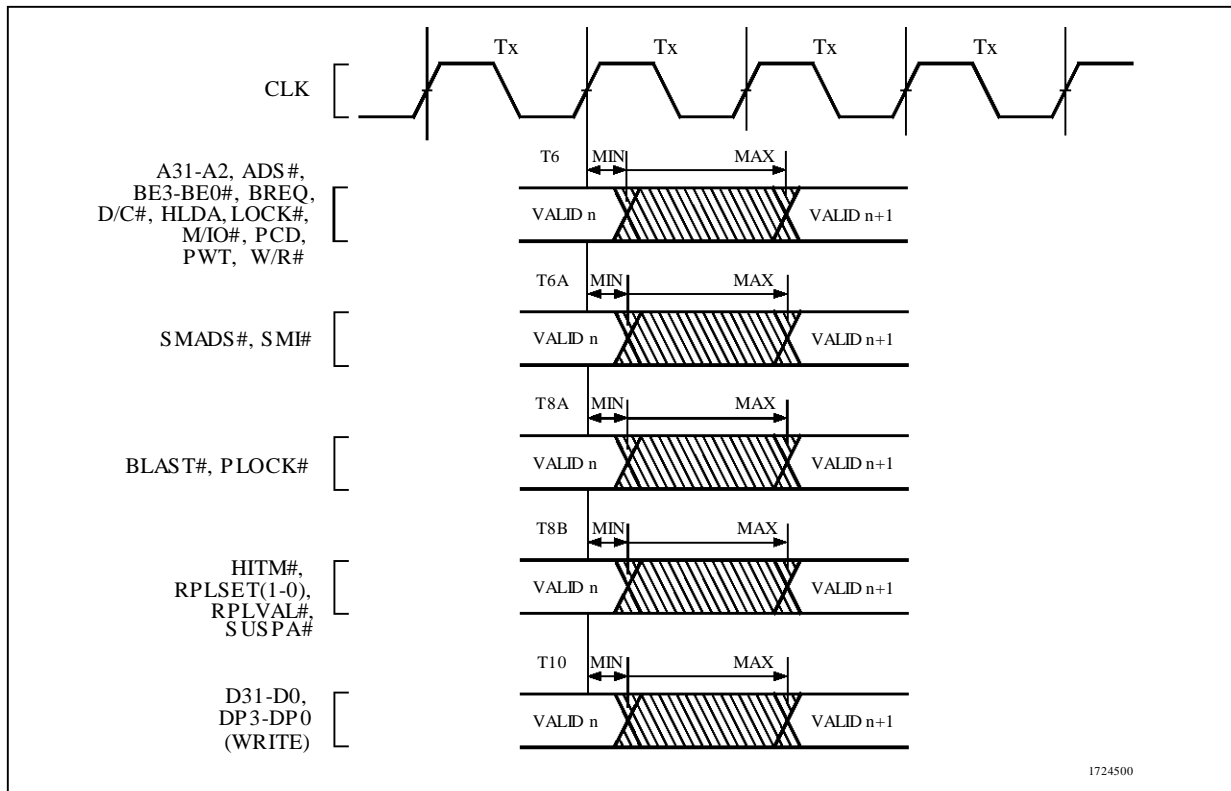 Tx Tx Tx Tx
CLK
T6 MIN MAX
A31-A2, ADS#,
BE3-BE0#, BREQ,
D/C#, HLDA, LOCK#,
M/IO#, PCD,
PWT, W/R#
VALID n VALID n+1
T6A MIN MAX
SMADS#, SMI#
VALID n VALID n+1
T8A MIN MAX
BLAST#, PLOCK#
VALID n VALID n+1
T8B MIN MAX
HITM#,
RPLSET(1-0),
RPLVAL#,
SUSPA#
VALID n VALID n+1
T10 MIN MAX
D31-D0,
DP3-DP0
(WRITE)
VALID n VALID n+1
1724500